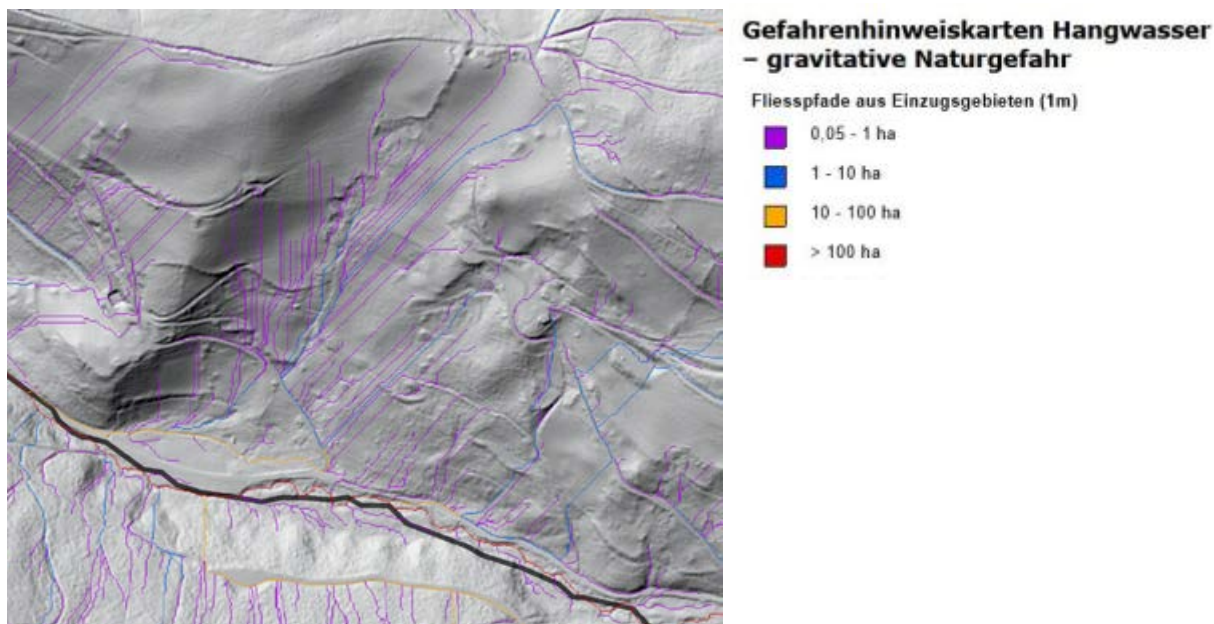 Gefahrenhinweiskarten Hangwasser
– gravitative Naturgefahr
Fliesspfade aus Einzugsgebieten (1m)
0,05 - 1 ha
1 - 10 ha
10 - 100 ha
> 100 ha